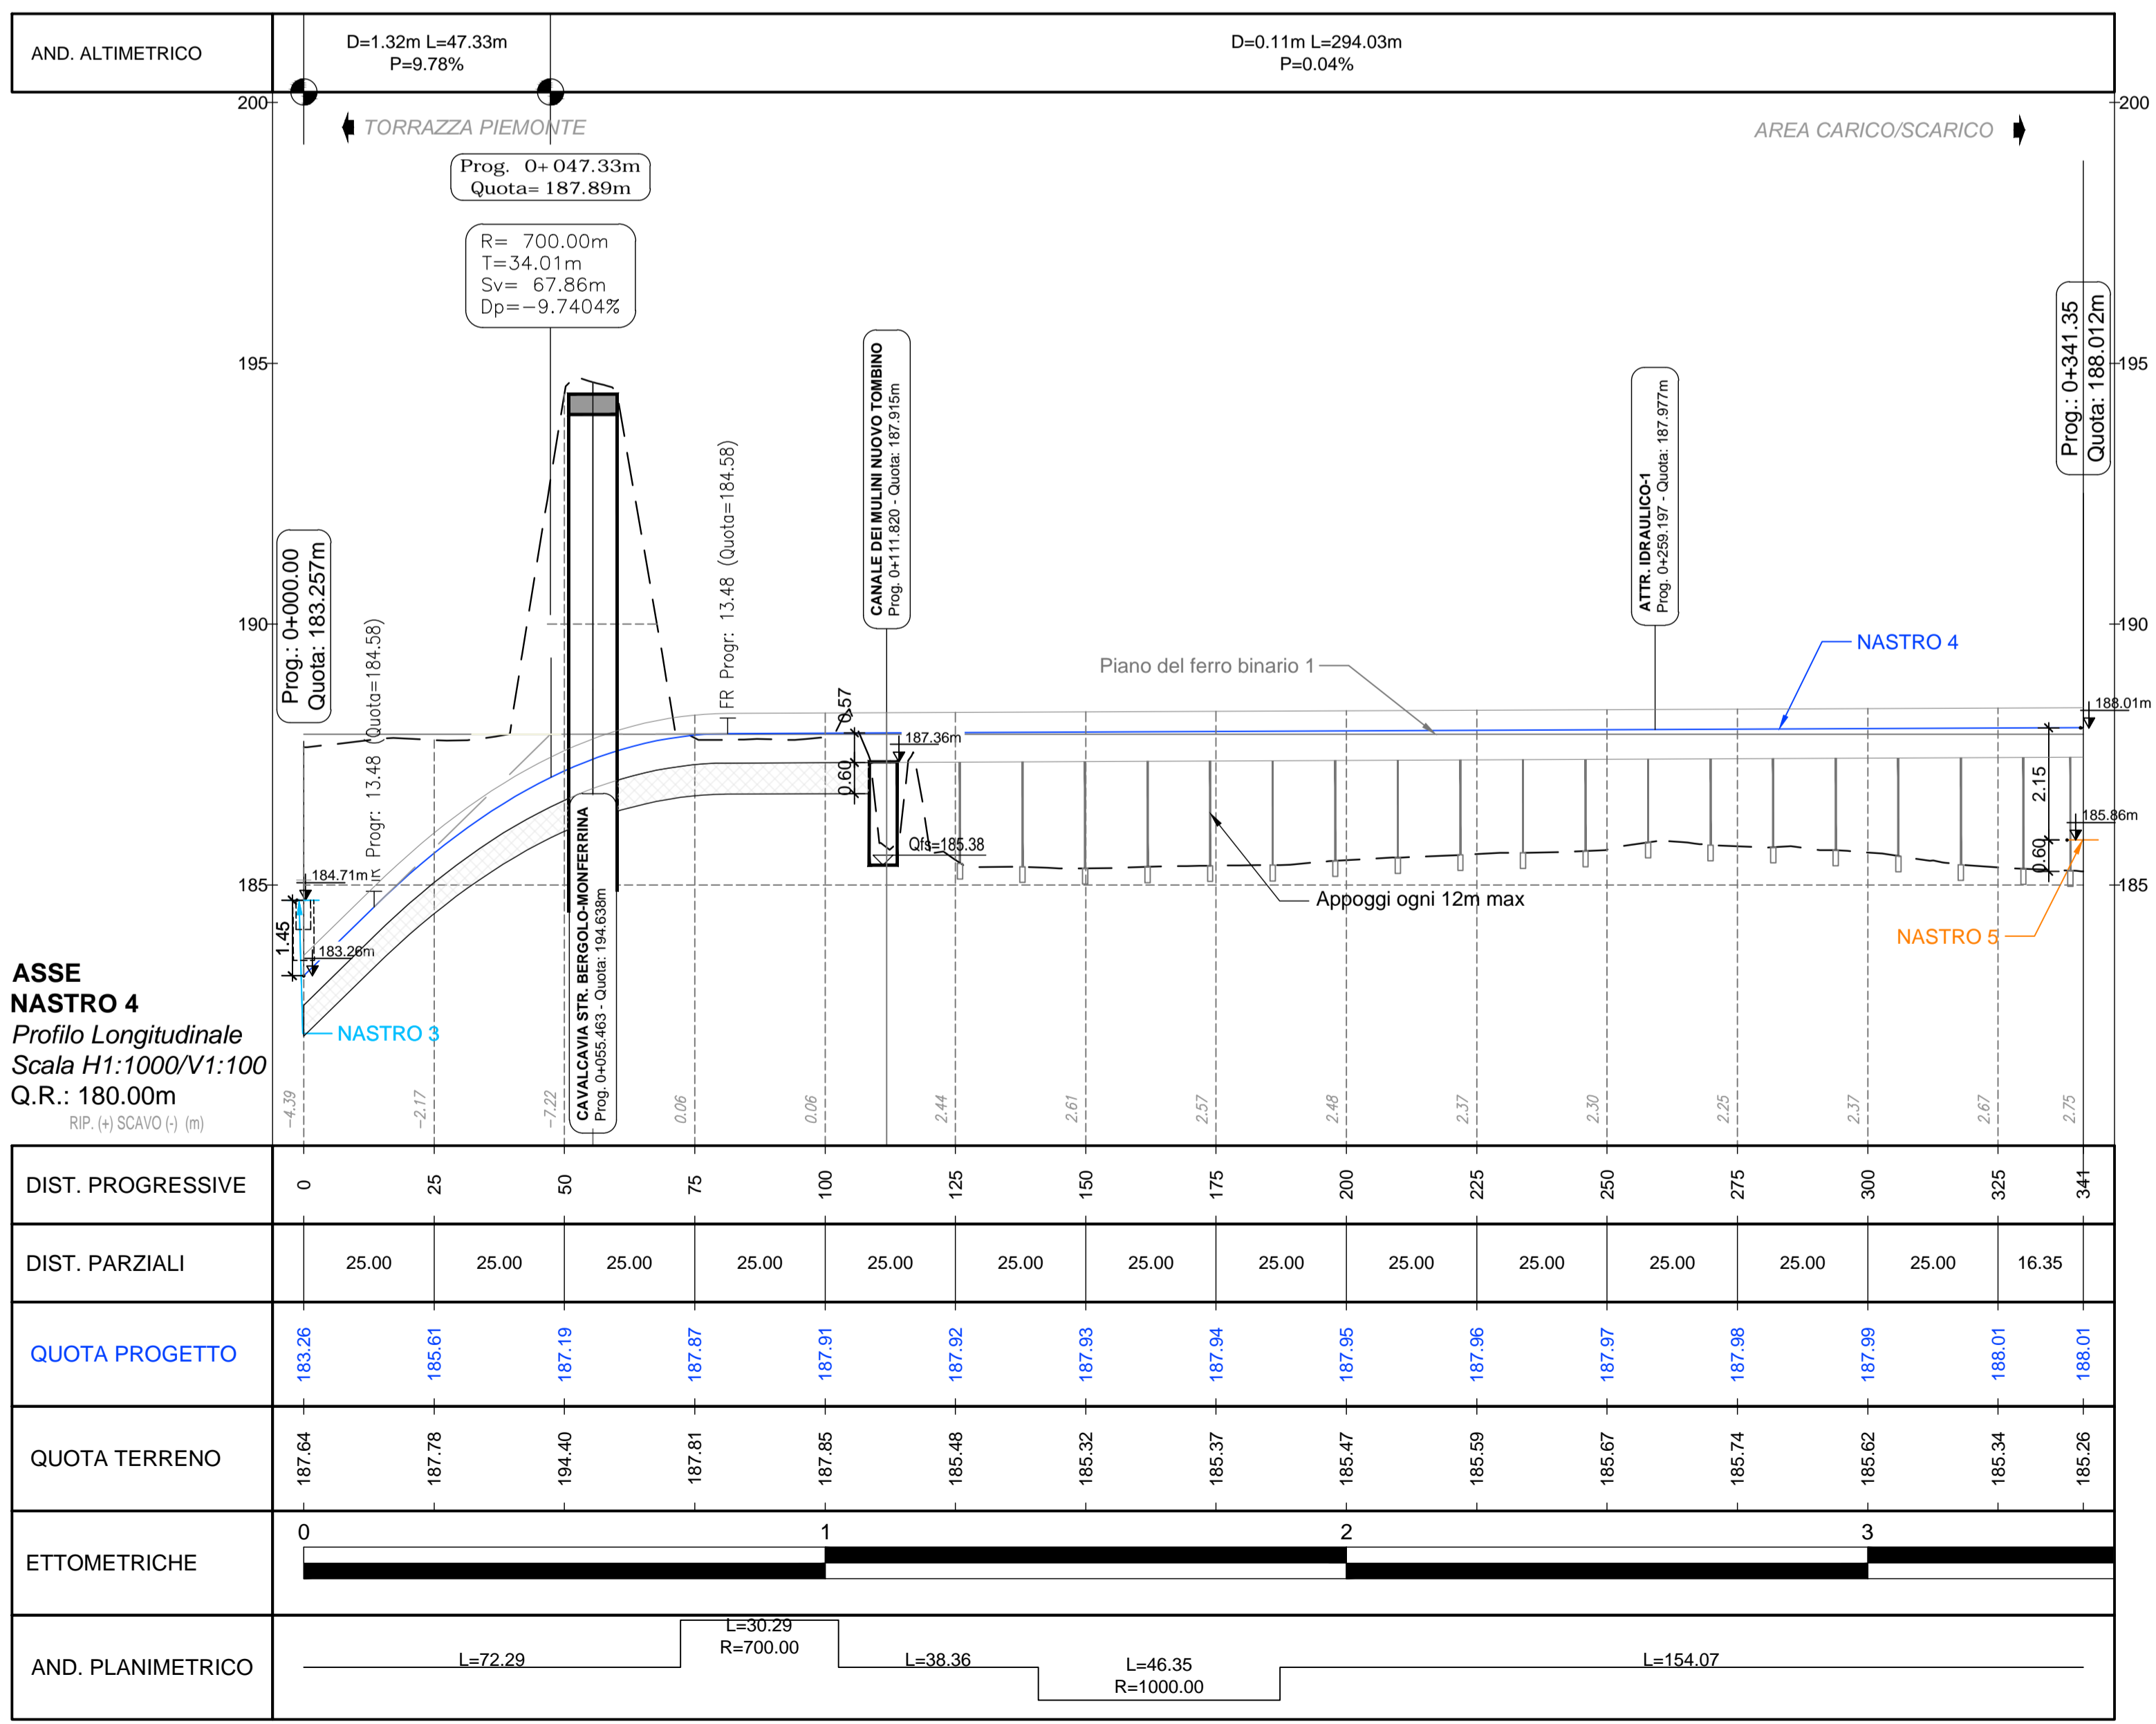 AND. ALTIMETRICO
D=1.32m L=47.33m
P=9.78%
D=0.11m L=294.03m
P=0.04%
200
200
TORRAZZA PIEMONTE
AREA CARICO/SCARICO
Prog. 0+047.33m
Quota= 187.89m
R= 700.00m
T=34.01m
Sv= 67.86m
Dp=-9.7404%
195
195
190
190
185
185
Prog.: 0+000.00
Quota: 183.257m
Progr: 13.48 (Quota=184.58)
FR Progr: 13.48 (Quota=184.58)
CAVALCAVIA STR. BERGOLO-MONFERRINA
Prog. 0+055.463 - Quota: 194.638m
CANALE DEI MULINI NUOVO TOMBINO
Prog. 0+111.820 - Quota: 187.915m
ATTR. IDRAULICO-1
Prog. 0+259.197 - Quota: 187.977m
Prog.: 0+341.35
Quota: 188.012m
Piano del ferro binario 1
NASTRO 4
188.01m
0.57
0.60
187.36m
Qfs=185.38
2.15
185.86m
0.60
Appoggi ogni 12m max
NASTRO 5
184.71m
1.45
183.26m
NASTRO 3
ASSE
NASTRO 4
Profilo Longitudinale
Scala H1:1000/V1:100
Q.R.: 180.00m
RIP. (+) SCAVO (-) (m)
-4.39 -2.17 -7.22 0.06 0.06 2.44 2.61 2.57 2.48 2.37 2.30 2.25 2.37 2.67 2.75
DIST. PROGRESSIVE
0 25 50 75 100 125 150 175 200 225 250 275 300 325 341
DIST. PARZIALI
25.00 25.00 25.00 25.00 25.00 25.00 25.00 25.00 25.00 25.00 25.00 25.00 25.00 16.35
QUOTA PROGETTO
183.26 185.61 187.19 187.87 187.91 187.92 187.93 187.94 187.95 187.96 187.97 187.98 187.99 188.01 188.01
QUOTA TERRENO
187.64 187.78 194.40 187.81 187.85 185.48 185.32 185.37 185.47 185.59 185.67 185.74 185.62 185.34 185.26
ETTOMETRICHE
0 1 2 3
AND. PLANIMETRICO
L=72.29
L=30.29
R=700.00
L=38.36
L=46.35
R=1000.00
L=154.07